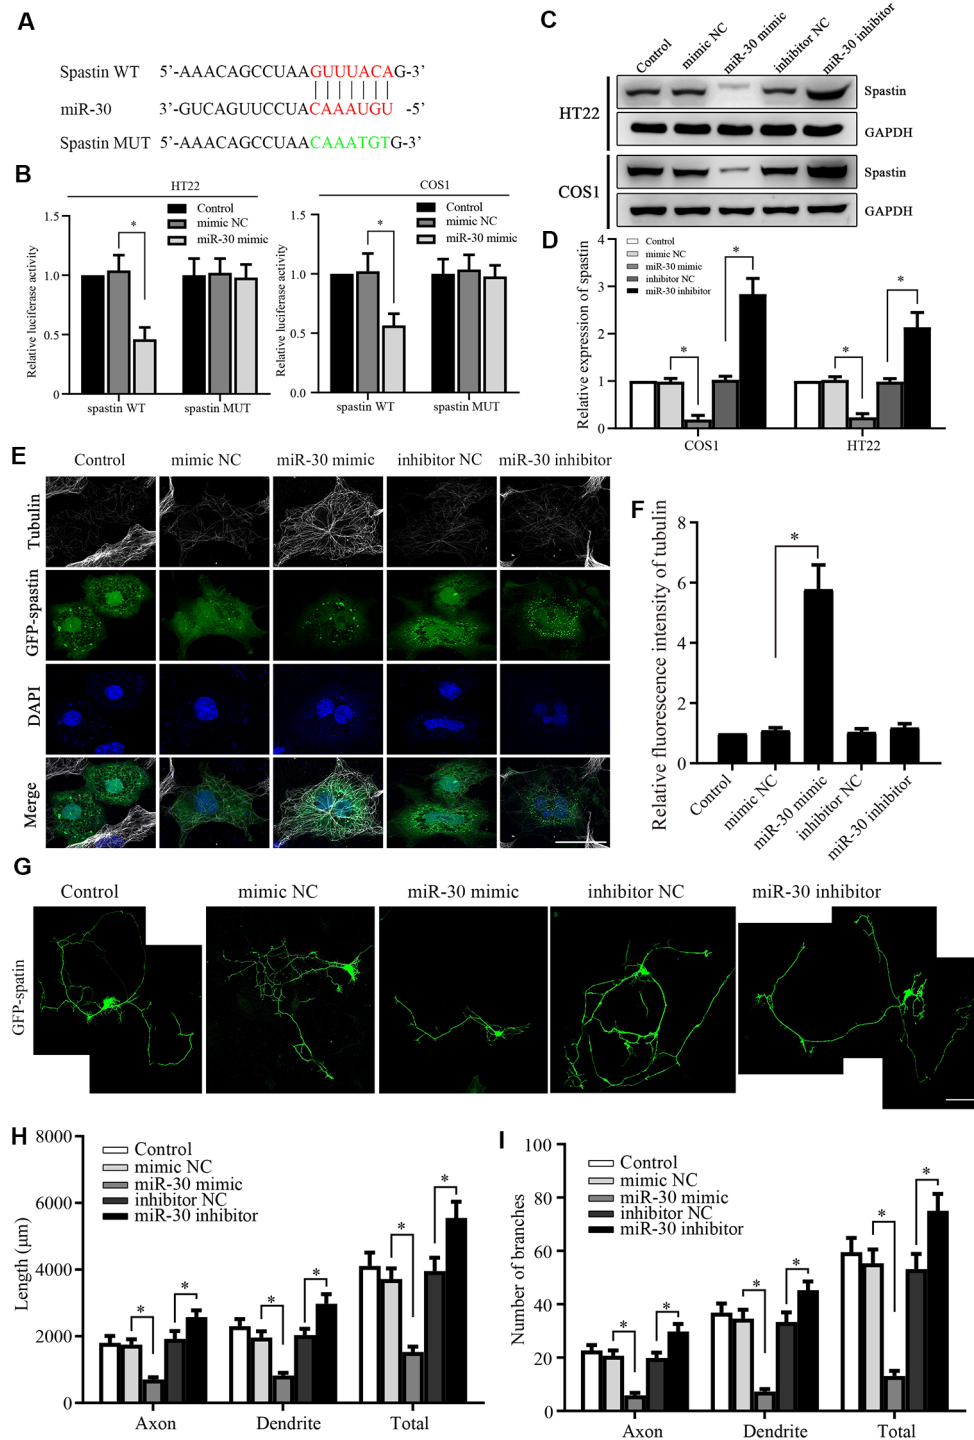 A
Spastin WT 5'-AAACAGCCUAAGUUUACAG-3'
miR-30 3'-GUCAGUUCCUACAAAUGU -5'
Spastin MUT 5'-AAACAGCCUAACAAATGTG-3'
B
HT22
Control
mimic NC
miR-30 mimic
*
Relative luciferase activity
1.5
1.0
0.5
0
spastin WT
spastin MUT
COS1
Control
mimic NC
miR-30 mimic
*
Relative luciferase activity
1.5
1.0
0.5
0.0
spastin WT
spastin MUT
C
Control
mimic NC
miR-30 mimic
inhibitor NC
miR-30 inhibitor
HT22
Spastin
GAPDH
COS1
Spastin
GAPDH
D
Control
mimic NC
miR-30 mimic
inhibitor NC
miR-30 inhibitor
* * * *
Relative expression of spastin
4
3
2
1
0
COS1
HT22
E
Control
mimic NC
miR-30 mimic
inhibitor NC
miR-30 inhibitor
Tubulin
GFP-spastin
DAPI
Merge
F
Relative fluorescence intensity of tubulin
8
6
4
2
0
*
Control
mimic NC
miR-30 mimic
inhibitor NC
miR-30 inhibitor
G
Control
mimic NC
miR-30 mimic
inhibitor NC
miR-30 inhibitor
GFP-spatin
H
Control
mimic NC
miR-30 mimic
inhibitor NC
miR-30 inhibitor
* * * * * *
Length (μm)
8000
6000
4000
2000
0
Axon
Dendrite
Total
I
Control
mimic NC
miR-30 mimic
inhibitor NC
miR-30 inhibitor
* * * * * *
Number of branches
100
80
60
40
20
0
Axon
Dendrite
Total